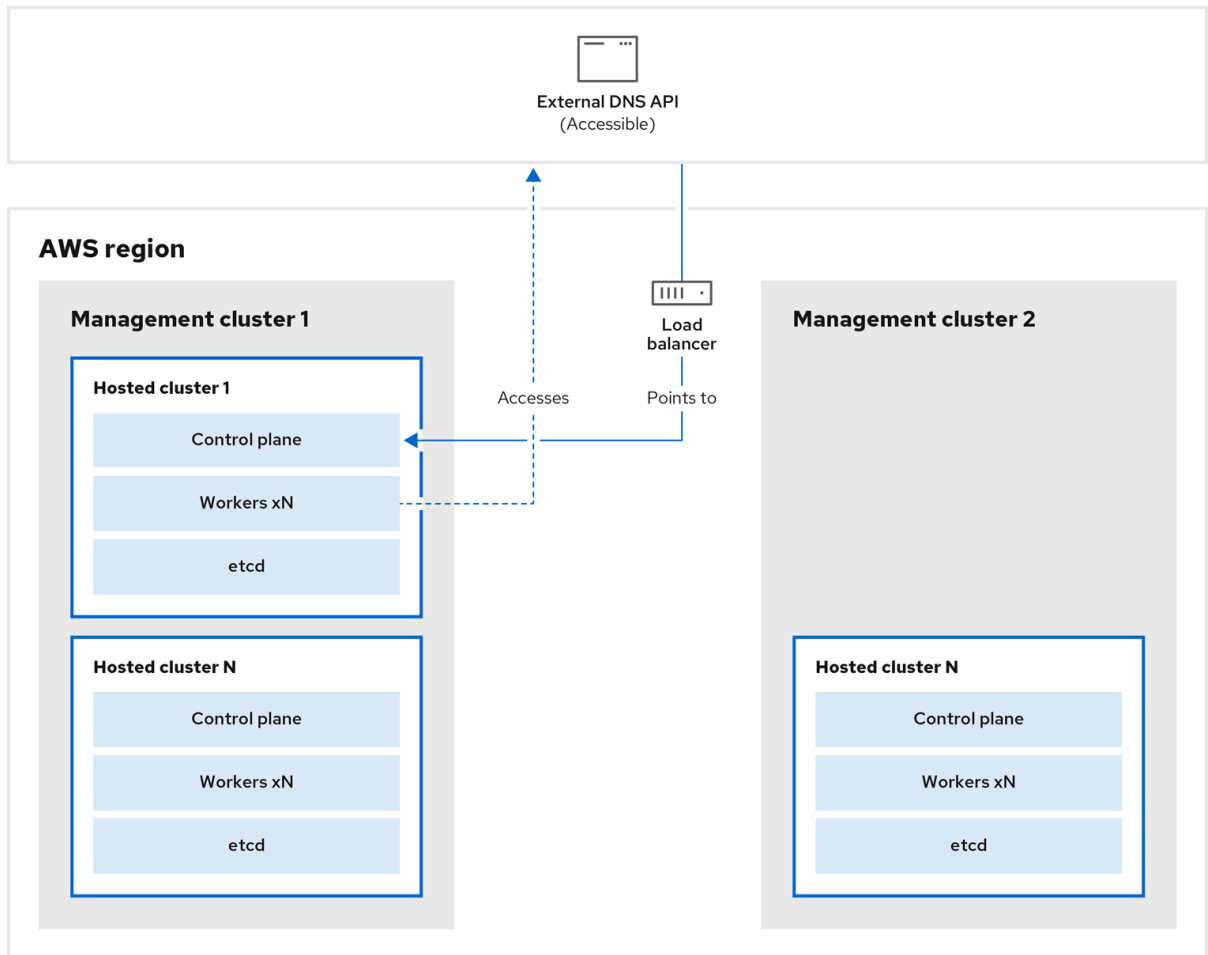 External DNS API
(Accessible)
AWS region
Management cluster 1
Hosted cluster 1
Control plane
Workers xN
etcd
Hosted cluster N
Control plane
Workers xN
etcd
Accesses
Load
balancer
Points to
Management cluster 2
Hosted cluster N
Control plane
Workers xN
etcd